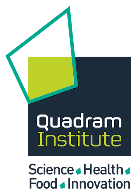 Quadram
Institute
Science Health
Food Innovation